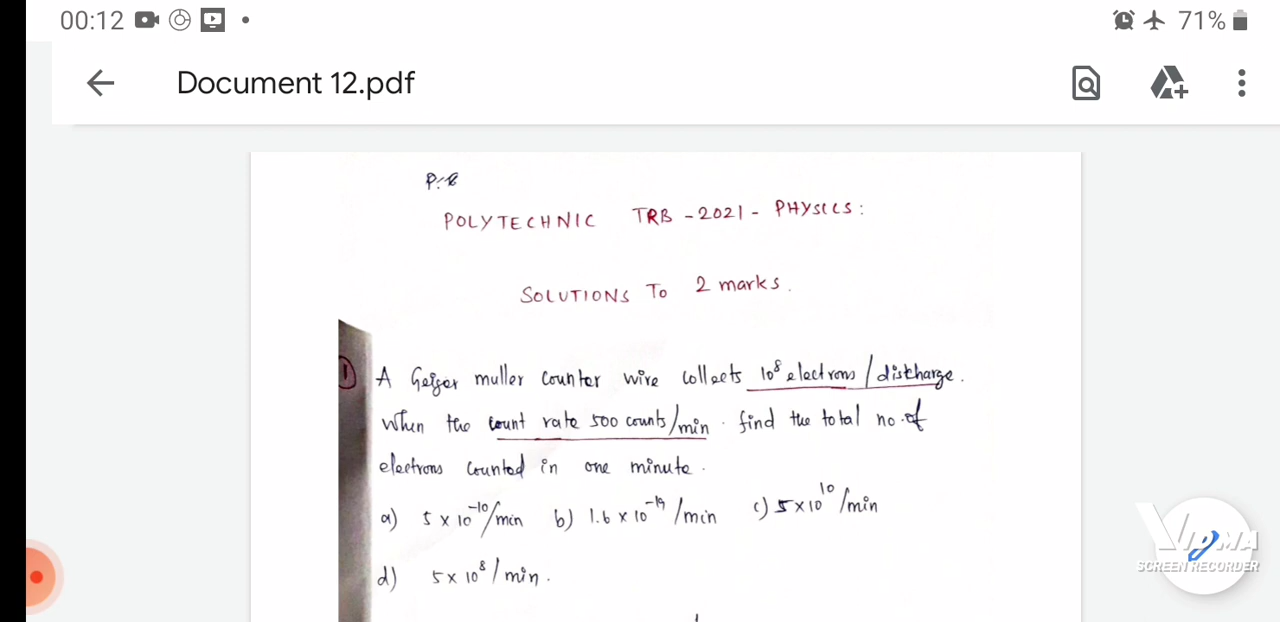 00:12
71%
Document 12.pdf
POLYTECHNIC TRB - 2021 - PHYSICS :
SOLUTIONS To 2 marks.
1) A Geiger muller counter wire collects 10⁸ electrons / discharge.
When the count rate 500 counts/min. find the total no. of
electrons counted in one minute.
a) 5 x 10⁻¹⁰/min b) 1.6 x 10⁻¹⁹ /min c) 5 x 10¹⁰ /min
d) 5 x 10⁸ / min.
SCREEN RECORDER